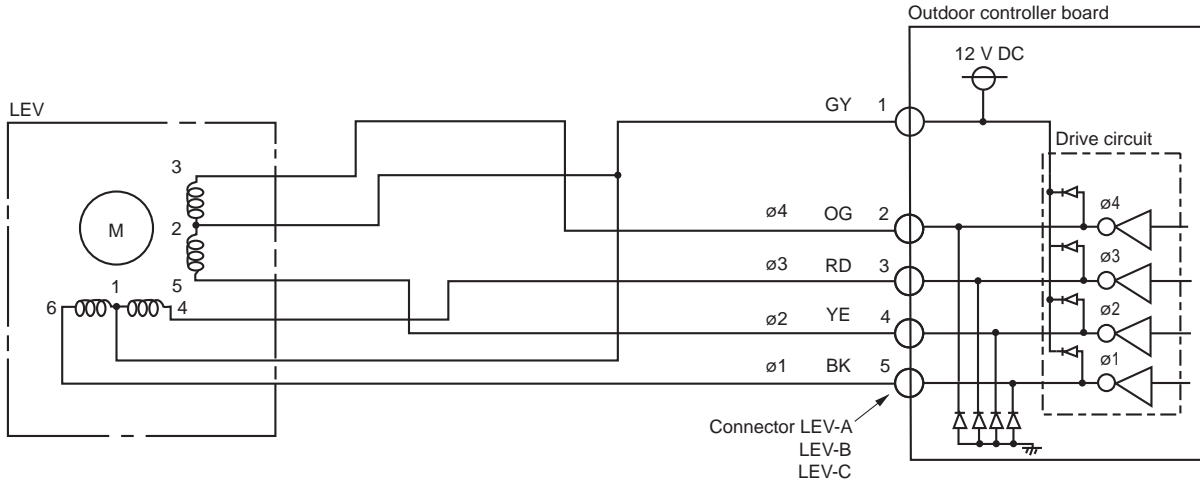 Outdoor controller board
12 V DC
LEV
GY 1
Drive circuit
3
ø4 OG 2
ø4
M
2
ø3 RD 3
ø3
1
5
6
4
ø2 YE 4
ø2
ø1 BK 5
ø1
Connector LEV-A
LEV-B
LEV-C